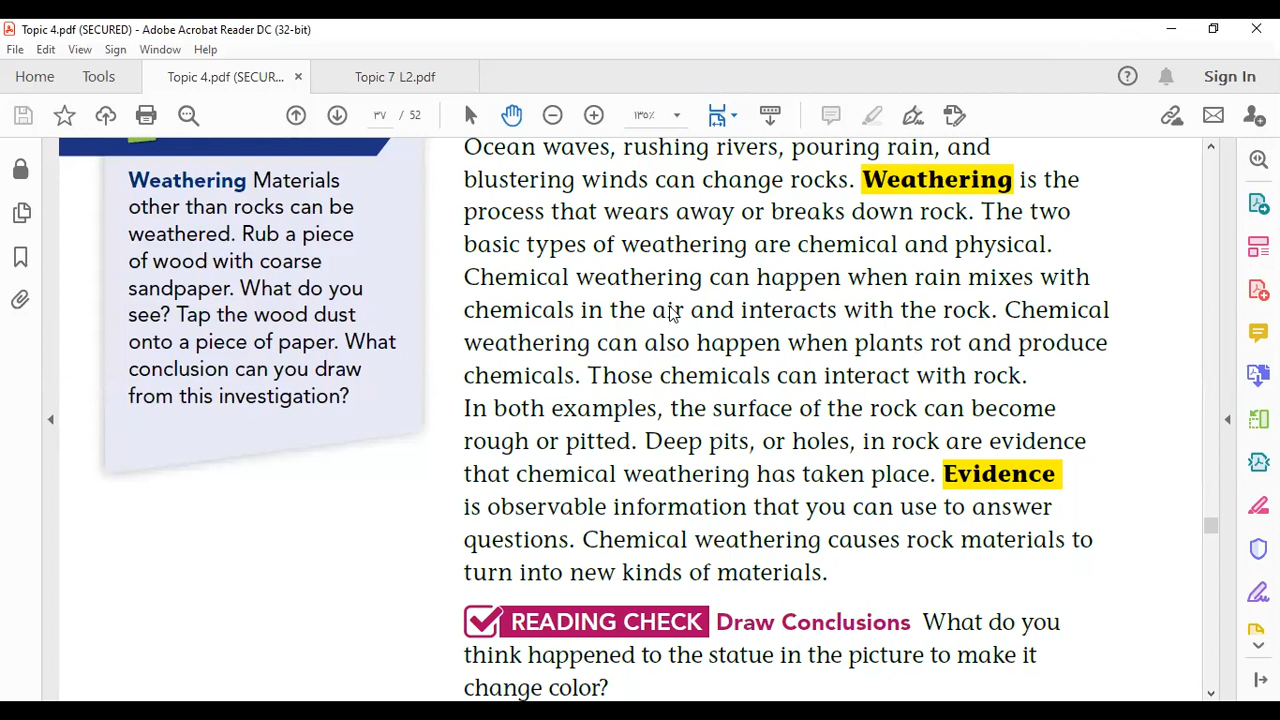 Topic 4.pdf (SECURED) - Adobe Acrobat Reader DC (32-bit)
File Edit View Sign Window Help
Home Tools Topic 4.pdf (SECUR... × Topic 7 L2.pdf Sign In
٣٧ / 52 ١٣٥%
Weathering Materials
other than rocks can be
weathered. Rub a piece
of wood with coarse
sandpaper. What do you
see? Tap the wood dust
onto a piece of paper. What
conclusion can you draw
from this investigation?
Ocean waves, rushing rivers, pouring rain, and
blustering winds can change rocks. Weathering is the
process that wears away or breaks down rock. The two
basic types of weathering are chemical and physical.
Chemical weathering can happen when rain mixes with
chemicals in the air and interacts with the rock. Chemical
weathering can also happen when plants rot and produce
chemicals. Those chemicals can interact with rock.
In both examples, the surface of the rock can become
rough or pitted. Deep pits, or holes, in rock are evidence
that chemical weathering has taken place. Evidence
is observable information that you can use to answer
questions. Chemical weathering causes rock materials to
turn into new kinds of materials.
READING CHECK Draw Conclusions What do you
think happened to the statue in the picture to make it
change color?